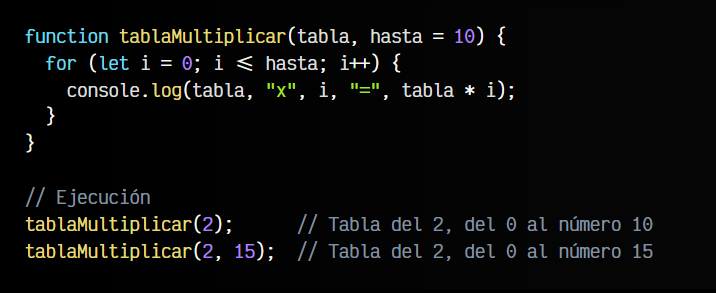 function tablaMultiplicar(tabla, hasta = 10) {
  for (let i = 0; i <= hasta; i++) {
    console.log(tabla, "x", i, "=", tabla * i);
  }
}

// Ejecución
tablaMultiplicar(2);      // Tabla del 2, del 0 al número 10
tablaMultiplicar(2, 15);  // Tabla del 2, del 0 al número 15